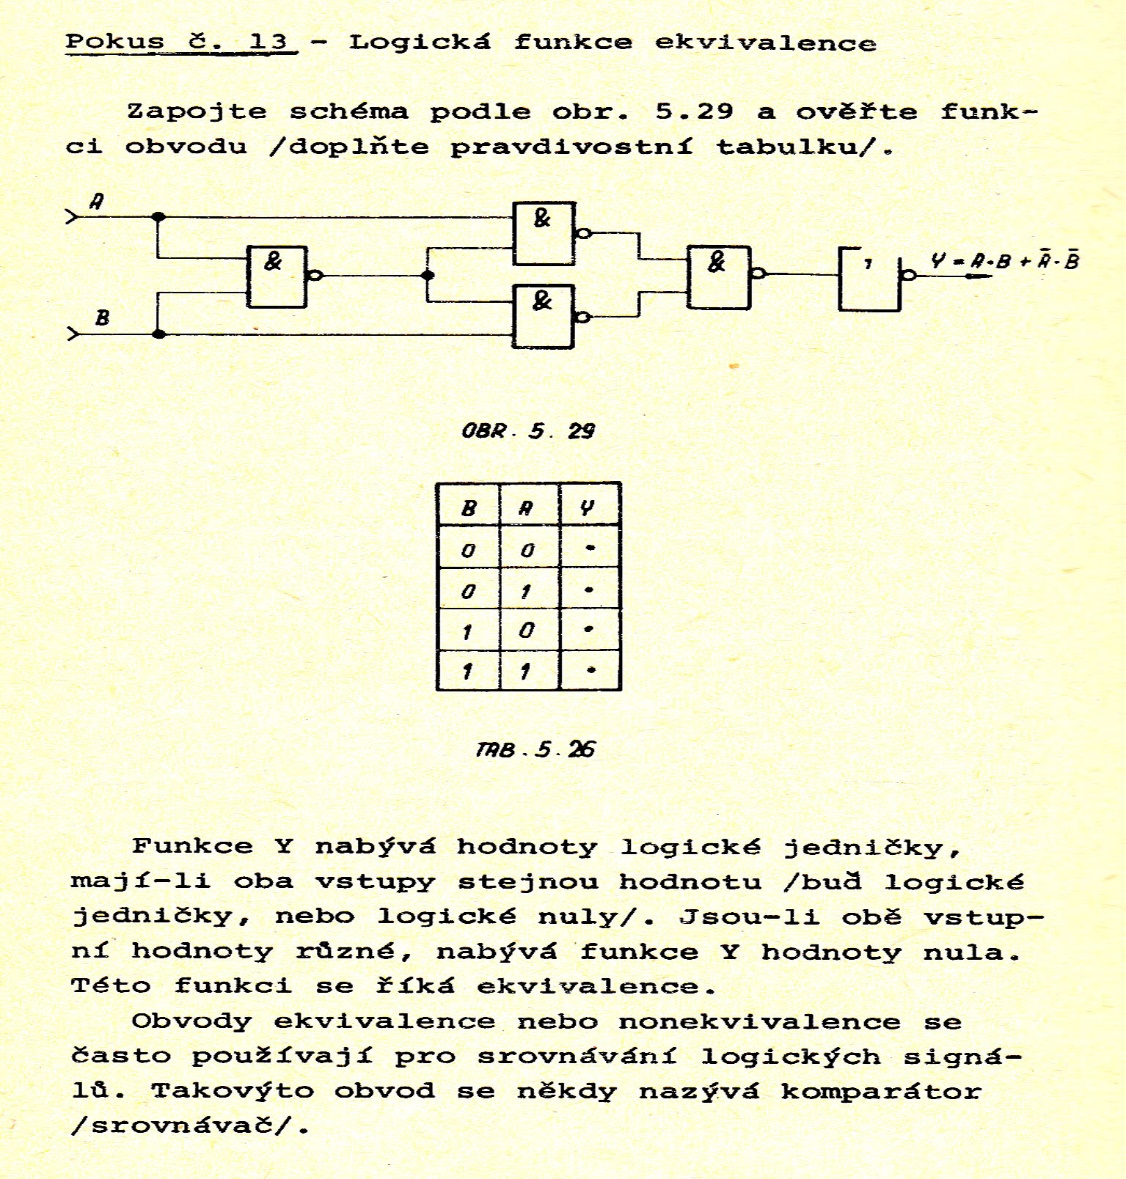 Pokus č. 13 - Logická funkce ekvivalence
Zapojte schéma podle obr. 5.29 a ověřte funk-
ci obvodu /doplňte pravdivostní tabulku/.
A
&
&
&
&
1
Y = A·B + Ā·B̄
B
OBR. 5. 29
B A Y
0 0 •
0 1 •
1 0 •
1 1 •
TAB. 5. 26
Funkce Y nabývá hodnoty logické jedničky,
mají-li oba vstupy stejnou hodnotu /buď logické
jedničky, nebo logické nuly/. Jsou-li obě vstup-
ní hodnoty různé, nabývá funkce Y hodnoty nula.
Této funkci se říká ekvivalence.
Obvody ekvivalence nebo nonekvivalence se
často používají pro srovnávání logických signá-
lů. Takovýto obvod se někdy nazývá komparátor
/srovnávač/.